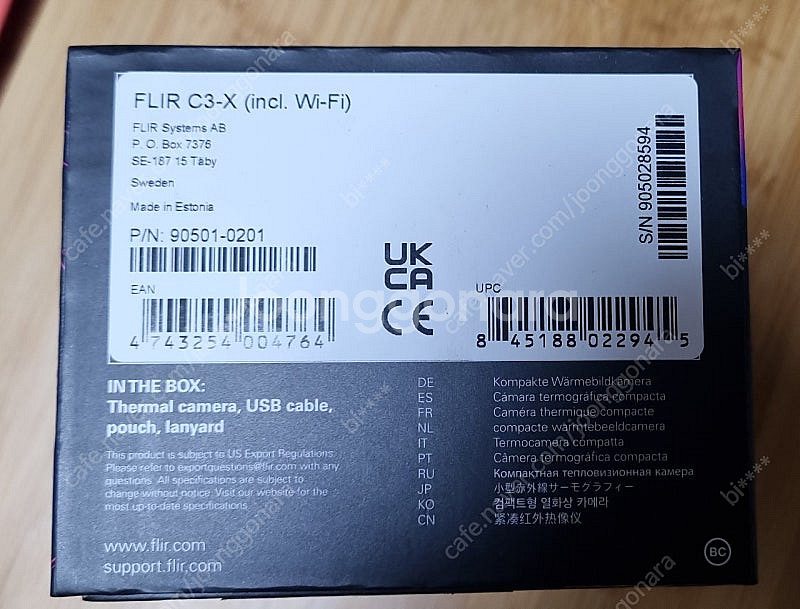 FLIR C3-X (incl. Wi-Fi)
FLIR Systems AB
P. O. Box 7376
SE-187 15 Täby
Sweden
Made in Estonia
P/N: 90501-0201
EAN
4 743254 004764
UK
CA
CE
UPC
8 45188 02294 5
S/N 905028594
IN THE BOX:
Thermal camera, USB cable,
pouch, lanyard
This product is subject to US Export Regulations.
Please refer to exportquestions@flir.com with any
questions. All specifications are subject to
change without notice. Visit our website for the
most up-to-date specifications
www.flir.com
support.flir.com
DE Kompakte Wärmebildkamera
ES Cámara termográfica compacta
FR Caméra thermique compacte
NL compacte warmtebeeldcamera
IT Termocamera compatta
PT Câmera termográfica compacta
RU Компактная тепловизионная камера
JP 小型赤外線サーモグラフィー
KO 컴팩트형 열화상 카메라
CN 紧凑红外热像仪
BC
Joonggonara
cafe.naver.com/joonggonara
bi****